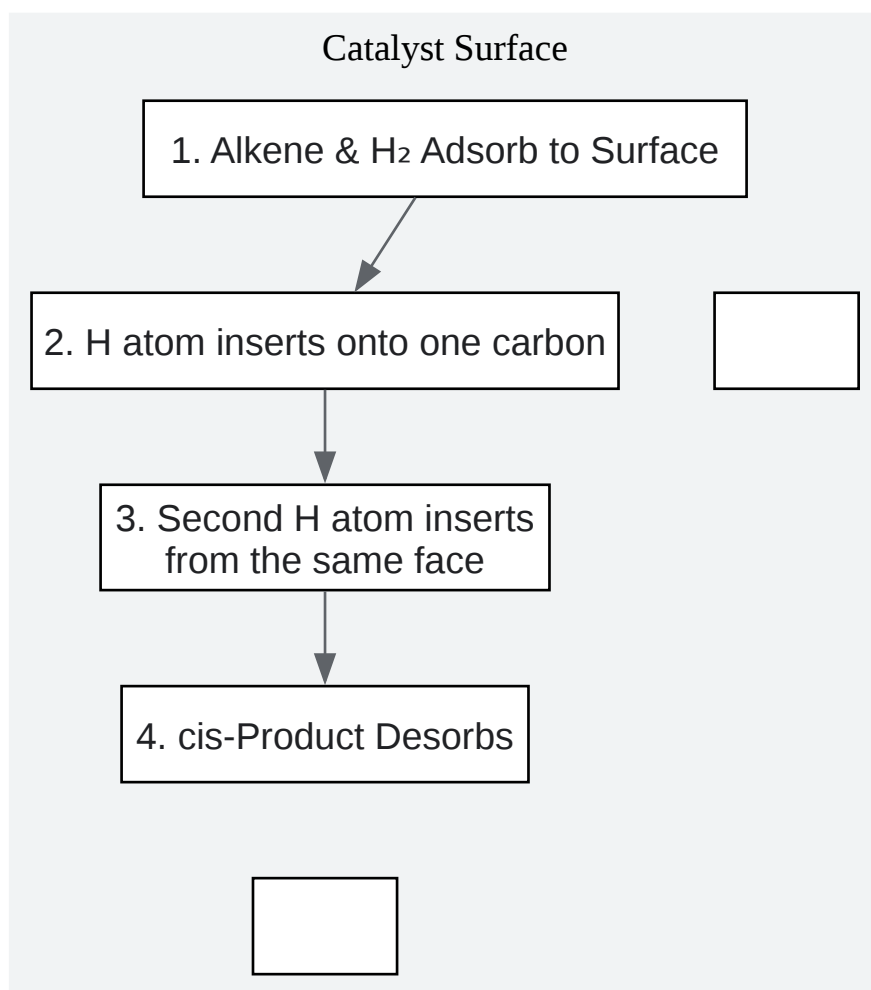 Catalyst Surface
1. Alkene & H₂ Adsorb to Surface
2. H atom inserts onto one carbon
3. Second H atom inserts
from the same face
4. cis-Product Desorbs